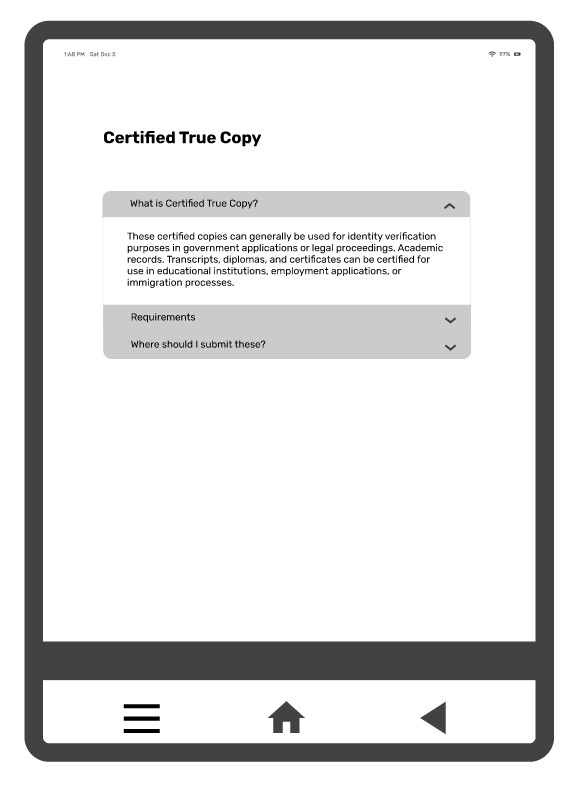 1:68 PM Sat Dec 5
97%
Certified True Copy
What is Certified True Copy?
These certified copies can generally be used for identity verification
purposes in government applications or legal proceedings. Academic
records. Transcripts, diplomas, and certificates can be certified for
use in educational institutions, employment applications, or
immigration processes.
Requirements
Where should I submit these?